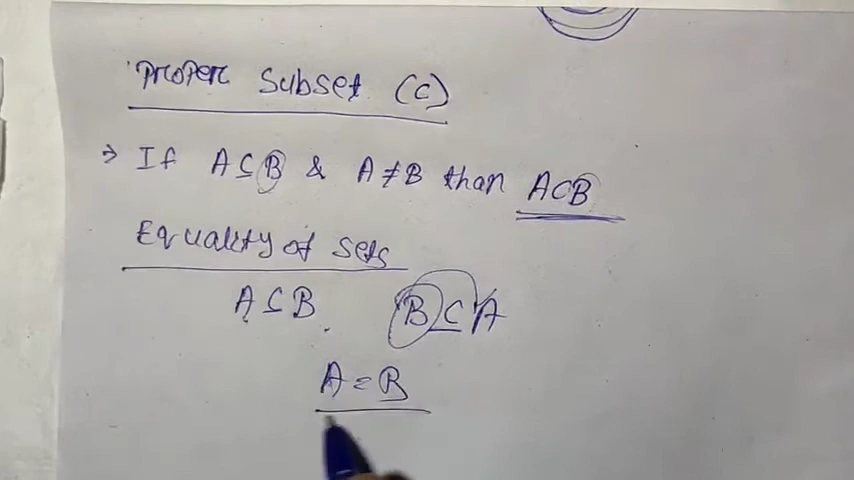 Proper Subset (⊂)
→ If A⊆B & A≠B than A⊂B
Equality of Sets
A⊆B B⊆A
A=B